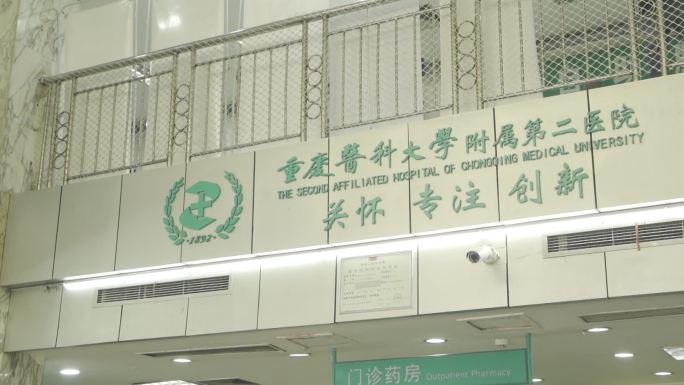 重慶醫科大學附属第二医院
THE SECOND AFFILIATED HOSPITAL OF CHONGQING MEDICAL UNIVERSITY
关怀 专注 创新
·1892·
门诊药房 Outpatient Pharmacy